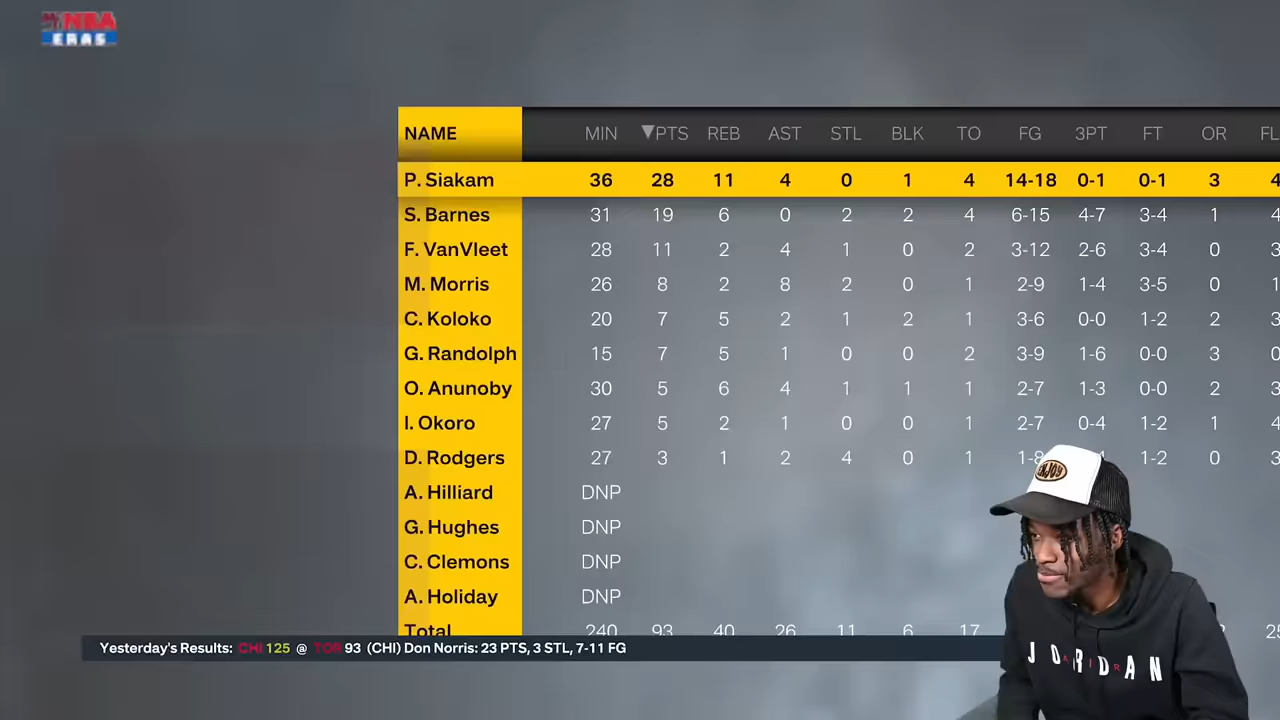 NBA
ERAS
NAME MIN ▼PTS REB AST STL BLK TO FG 3PT FT OR
P. Siakam 36 28 11 4 0 1 4 14-18 0-1 0-1 3 4
S. Barnes 31 19 6 0 2 2 4 6-15 4-7 3-4 1 4
F. VanVleet 28 11 2 4 1 0 2 3-12 2-6 3-4 0 3
M. Morris 26 8 2 8 2 0 1 2-9 1-4 3-5 0 1
C. Koloko 20 7 5 2 1 2 1 3-6 0-0 1-2 2 3
G. Randolph 15 7 5 1 0 0 2 3-9 1-6 0-0 3 0
O. Anunoby 30 5 6 4 1 1 1 2-7 1-3 0-0 2 3
I. Okoro 27 5 2 1 0 0 1 2-7 0-4 1-2 1 4
D. Rodgers 27 3 1 2 4 0 1 1-8 1-2 0 3
A. Hilliard DNP
G. Hughes DNP
C. Clemons DNP
A. Holiday DNP
Total 240 93 40 26 11 6 17
Yesterday's Results: CHI 125 @ TOR 93 (CHI) Don Norris: 23 PTS, 3 STL, 7-11 FG
ENJOY
JORDAN